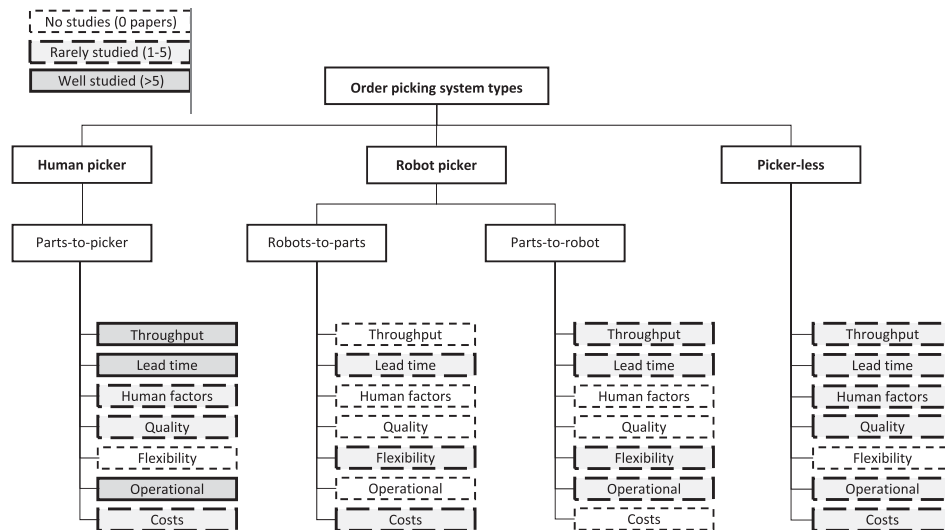 No studies (0 papers)
Rarely studied (1-5)
Well studied (>5)
Order picking system types
Human picker
Robot picker
Picker-less
Parts-to-picker
Robots-to-parts
Parts-to-robot
Throughput
Lead time
Human factors
Quality
Flexibility
Operational
Costs
Throughput
Lead time
Human factors
Quality
Flexibility
Operational
Costs
Throughput
Lead time
Human factors
Quality
Flexibility
Operational
Costs
Throughput
Lead time
Human factors
Quality
Flexibility
Operational
Costs